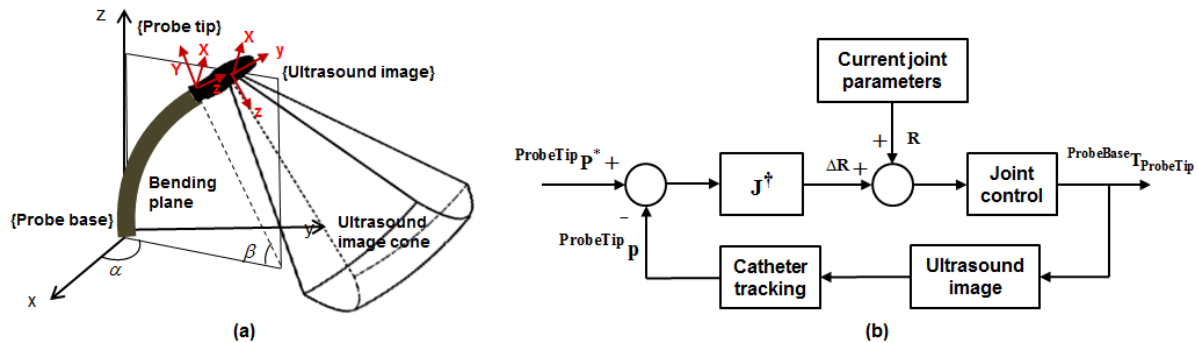 Z
{Probe tip}
X
Y
z
X
y
{Ultrasound image}
z
Bending
plane
{Probe base}
y
Ultrasound
image cone
α
β
X
(a)
Current joint
parameters
+
R
ProbeTip P* +
J†
ΔR +
Joint
control
ProbeBase T ProbeTip
−
ProbeTip p
Catheter
tracking
Ultrasound
image
(b)